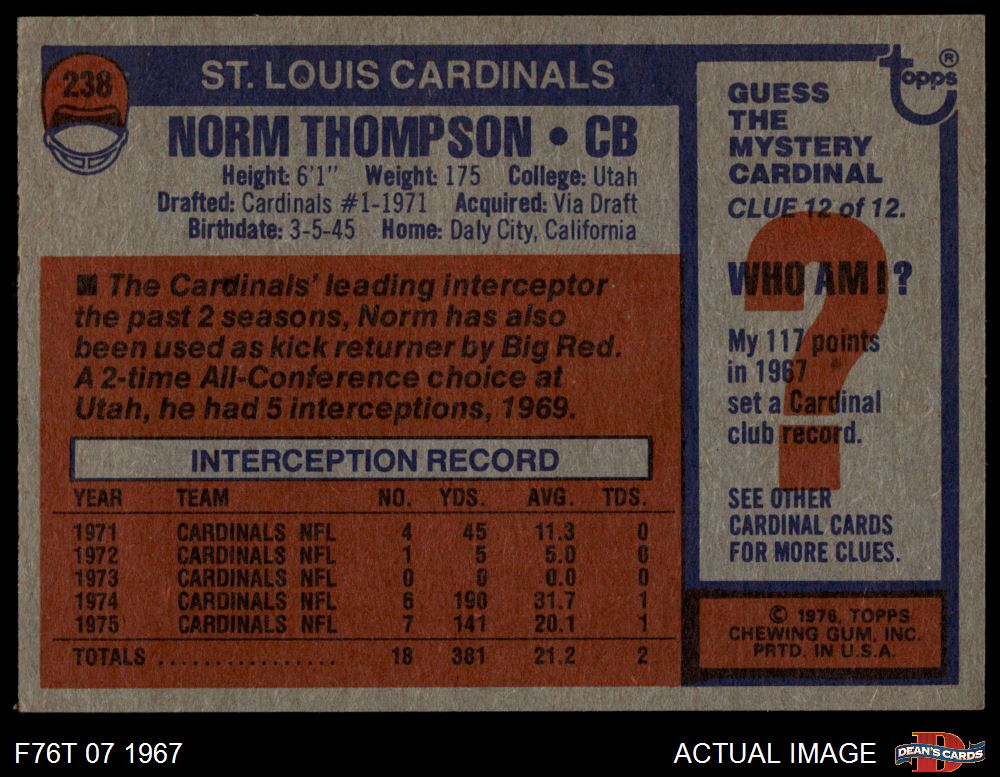 238
ST. LOUIS CARDINALS
NORM THOMPSON • CB
Height: 6'1" Weight: 175 College: Utah
Drafted: Cardinals #1-1971 Acquired: Via Draft
Birthdate: 3-5-45 Home: Daly City, California
■ The Cardinals' leading interceptor
the past 2 seasons, Norm has also
been used as kick returner by Big Red.
A 2-time All-Conference choice at
Utah, he had 5 interceptions, 1969.
INTERCEPTION RECORD
YEAR TEAM NO. YDS. AVG. TDS.
1971 CARDINALS NFL 4 45 11.3 0
1972 CARDINALS NFL 1 5 5.0 0
1973 CARDINALS NFL 0 0 0.0 0
1974 CARDINALS NFL 6 190 31.7 1
1975 CARDINALS NFL 7 141 20.1 1
TOTALS ................. 18 381 21.2 2
topps®
GUESS
THE
MYSTERY
CARDINAL
CLUE 12 of 12.
?
WHO AM I?
My 117 points
in 1967
set a Cardinal
club record.
SEE OTHER
CARDINAL CARDS
FOR MORE CLUES.
© 1976, TOPPS
CHEWING GUM, INC.
PRTD. IN U.S.A.
F76T 07 1967
ACTUAL IMAGE
D
DEAN'S CARDS